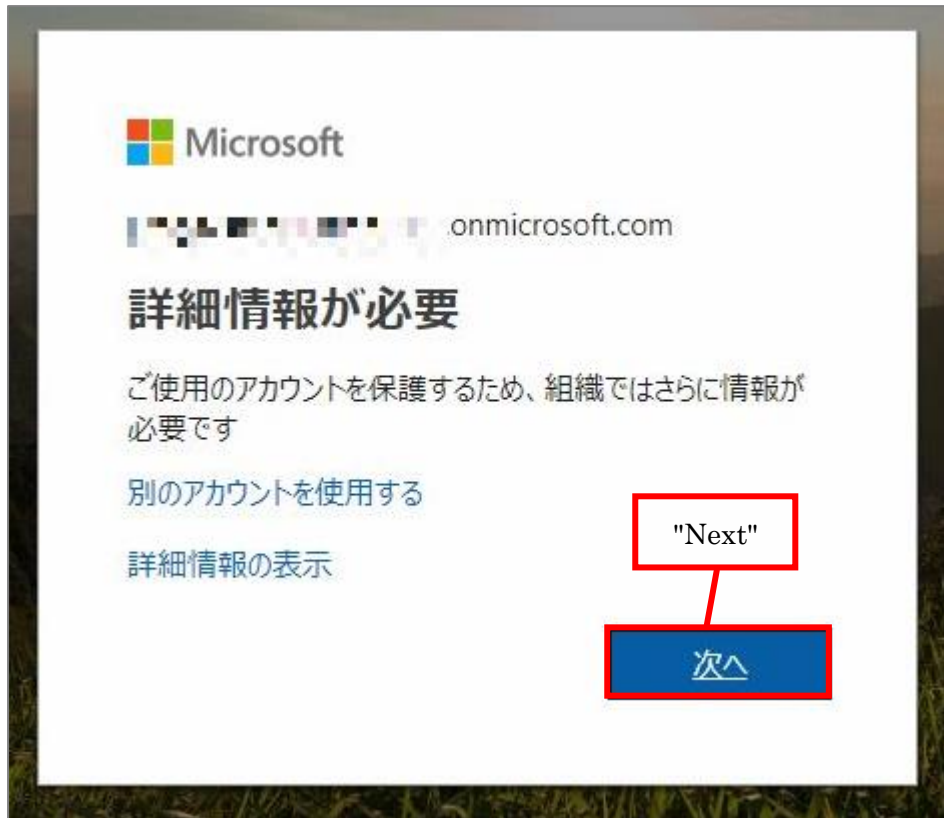 Microsoft
.onmicrosoft.com
詳細情報が必要
ご使用のアカウントを保護するため、組織ではさらに情報が
必要です
別のアカウントを使用する
詳細情報の表示
"Next"
次へ